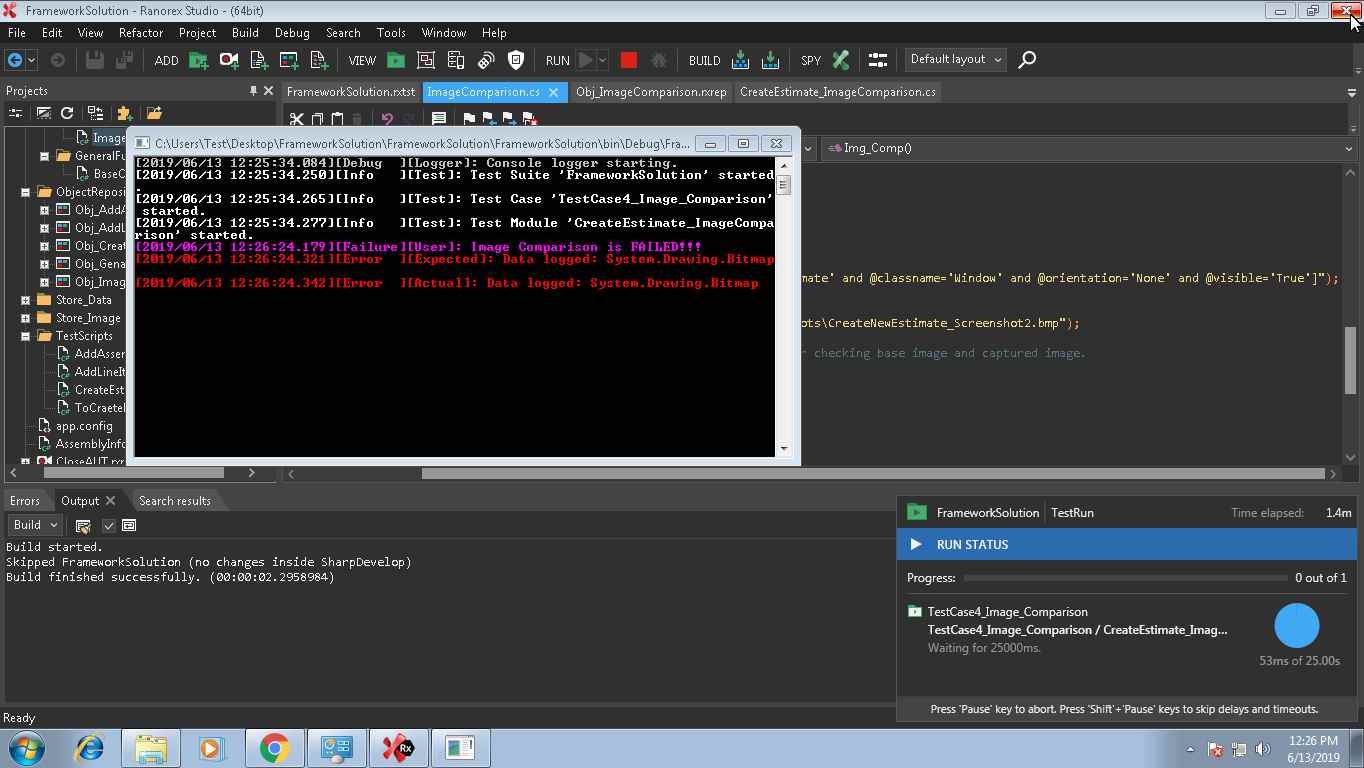 FrameworkSolution - Ranorex Studio - (64bit)
File Edit View Refactor Project Build Debug Search Tools Window Help
ADD VIEW RUN BUILD SPY Default layout
Projects
FrameworkSolution.rxtst ImageComparison.cs Obj_ImageComparison.rxrep CreateEstimate_ImageComparison.cs
Img_Comp()
Image
GeneralFu
BaseC
ObjectReposi
Obj_AddA
Obj_AddL
Obj_Creat
Obj_Gena
Obj_Imag
Store_Data
Store_Image
TestScripts
AddAsser
AddLineIt
CreateEst
ToCraeteI
app.config
AssemblyInfo
CloseAUT.rxr
C:\Users\Test\Desktop\FrameworkSolution\FrameworkSolution\FrameworkSolution\bin\Debug\Fra...
[2019/06/13 12:25:34.084][Debug ][Logger]: Console logger starting.
[2019/06/13 12:25:34.250][Info ][Test]: Test Suite 'FrameworkSolution' started
.
[2019/06/13 12:25:34.265][Info ][Test]: Test Case 'TestCase4_Image_Comparison'
started.
[2019/06/13 12:25:34.277][Info ][Test]: Test Module 'CreateEstimate_ImageCompa
rison' started.
[2019/06/13 12:26:24.179][Failure][User]: Image Comparison is FAILED!!!
[2019/06/13 12:26:24.321][Error ][Expected]: Data logged: System.Drawing.Bitmap
[2019/06/13 12:26:24.342][Error ][Actual]: Data logged: System.Drawing.Bitmap
mate' and @classname='Window' and @orientation='None' and @visible='True']");
ots\CreateNewEstimate_Screenshot2.bmp");
r checking base image and captured image.
Errors Output Search results
Build
Build started.
Skipped FrameworkSolution (no changes inside SharpDevelop)
Build finished successfully. (00:00:02.2958984)
FrameworkSolution TestRun Time elapsed: 1.4m
RUN STATUS
Progress: 0 out of 1
TestCase4_Image_Comparison
TestCase4_Image_Comparison / CreateEstimate_Imag...
Waiting for 25000ms.
53ms of 25.00s
Press 'Pause' key to abort. Press 'Shift'+'Pause' keys to skip delays and timeouts.
Ready
Rx
12:26 PM
6/13/2019